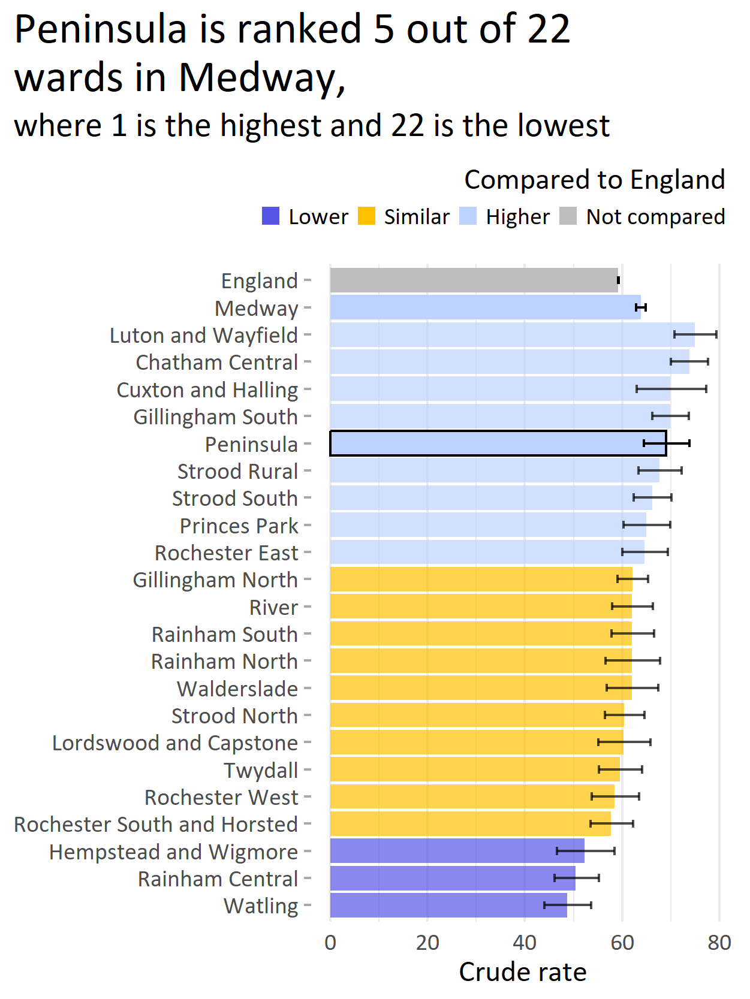 Peninsula is ranked 5 out of 22
wards in Medway,
where 1 is the highest and 22 is the lowest
Compared to England
Lower Similar Higher Not compared
England
Medway
Luton and Wayfield
Chatham Central
Cuxton and Halling
Gillingham South
Peninsula
Strood Rural
Strood South
Princes Park
Rochester East
Gillingham North
River
Rainham South
Rainham North
Walderslade
Strood North
Lordswood and Capstone
Twydall
Rochester West
Rochester South and Horsted
Hempstead and Wigmore
Rainham Central
Watling
0 20 40 60 80
Crude rate